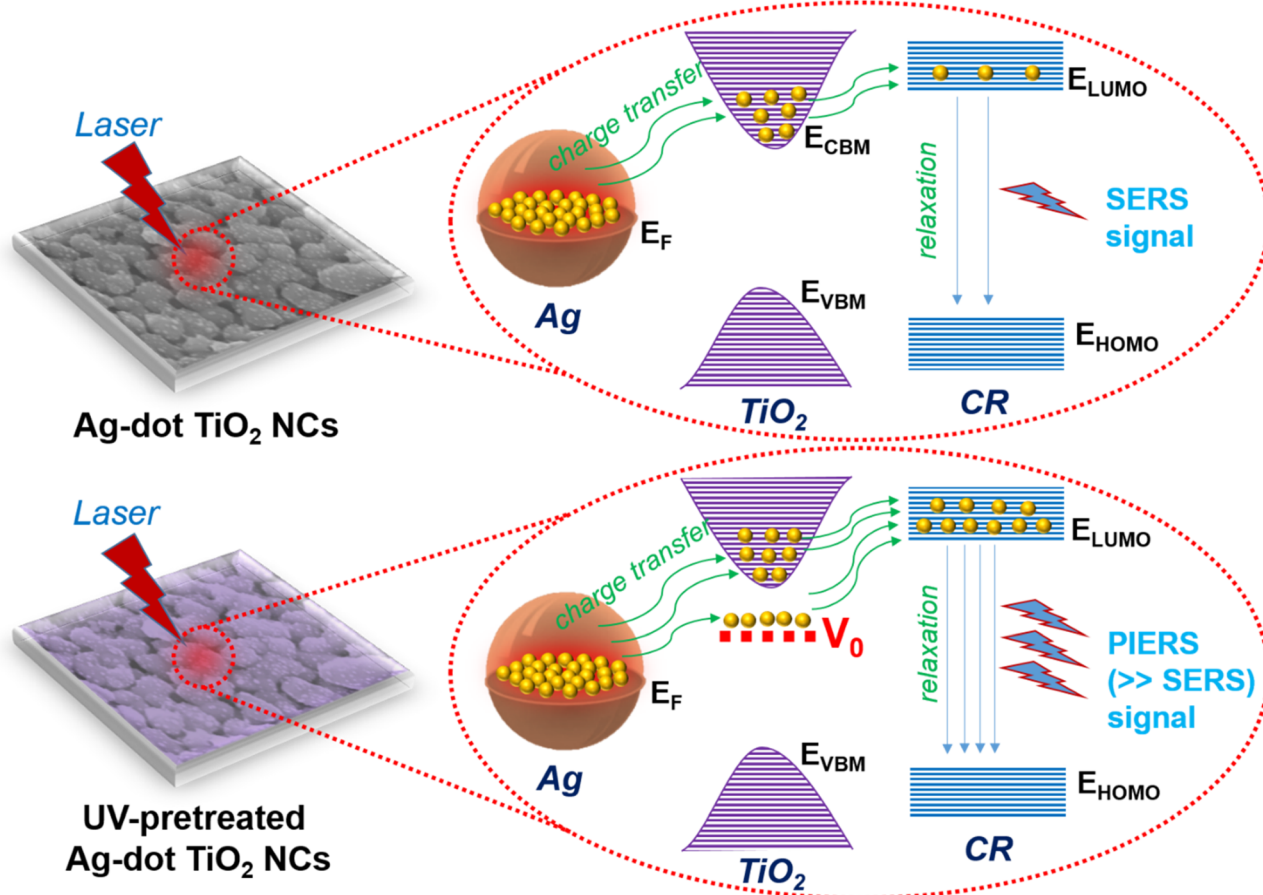 Laser
charge transfer
E_CBM
E_LUMO
relaxation
SERS
signal
E_F
Ag
E_VBM
E_HOMO
TiO₂
CR
Ag-dot TiO₂ NCs
Laser
charge transfer
E_LUMO
V₀
relaxation
PIERS
(>> SERS)
signal
E_F
Ag
E_VBM
E_HOMO
TiO₂
CR
UV-pretreated
Ag-dot TiO₂ NCs